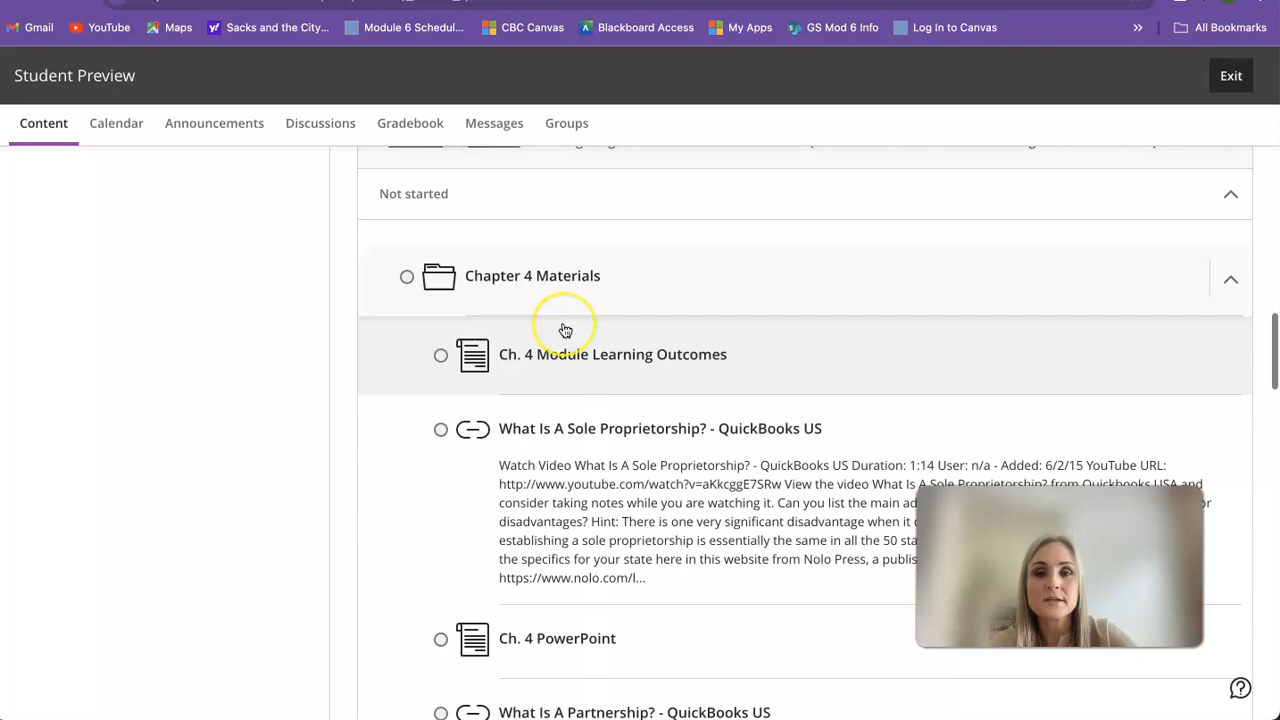 Gmail YouTube Maps Sacks and the City... Module 6 Schedul... CBC Canvas Blackboard Media My Apps GS Mod 6 Info Log In to Canvas » All Bookmarks
Student Preview Exit
Content Calendar Announcements Discussions Gradebook Messages Groups
Not started
Chapter 4 Materials
Ch. 4 Module Learning Outcomes
What Is A Sole Proprietorship? - QuickBooks US
Watch Video What Is A Sole Proprietorship? - QuickBooks US Duration: 1:14 User: n/a - Added: 6/2/15 YouTube URL:
http://www.youtube.com/watch?v=aKkcggE7SRw View the video What Is A Sole Proprietorship? from Quickbooks USA and
consider taking notes while you are watching it. Can you list the main ad or
disadvantages? Hint: There is one very significant disadvantage when it
establishing a sole proprietorship is essentially the same in all the 50 sta
the specifics for your state here in this website from Nolo Press, a publis
https://www.nolo.com/l...
Ch. 4 PowerPoint
What Is A Partnership? - QuickBooks US